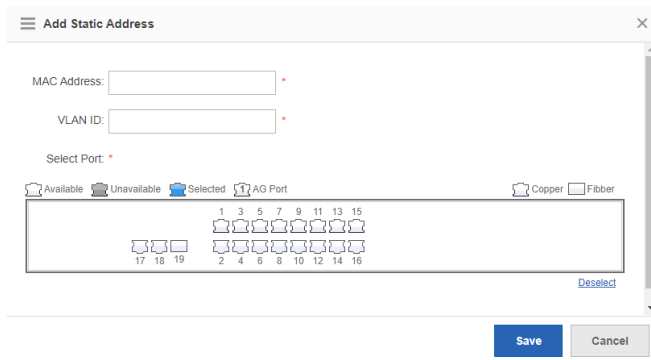 Add Static Address
MAC Address: *
VLAN ID: *
Select Port: *
Available Unavailable Selected 1 AG Port Copper Fibber
1 3 5 7 9 11 13 15
17 18 19 2 4 6 8 10 12 14 16
Deselect
Save Cancel